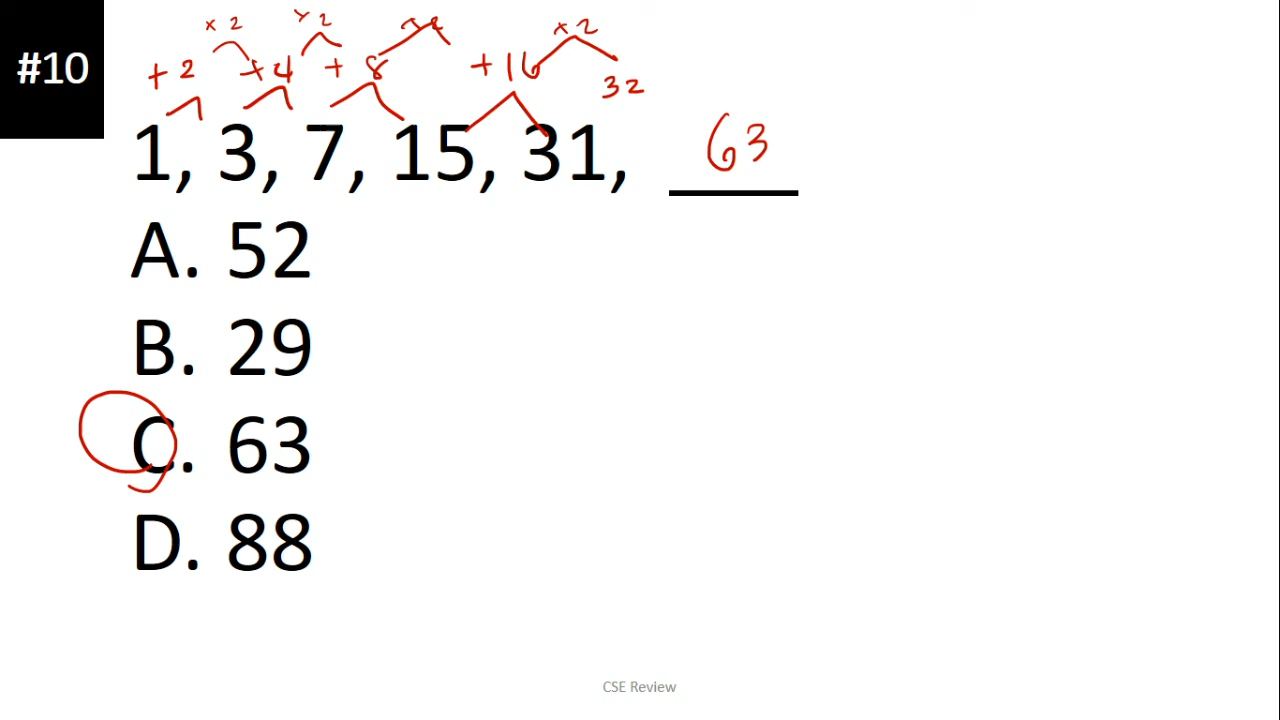 #10
× 2 × 2 × 2
+ 2 + 4 + 8 + 16 32
1, 3, 7, 15, 31, 63
A. 52
B. 29
C. 63
D. 88
CSE Review